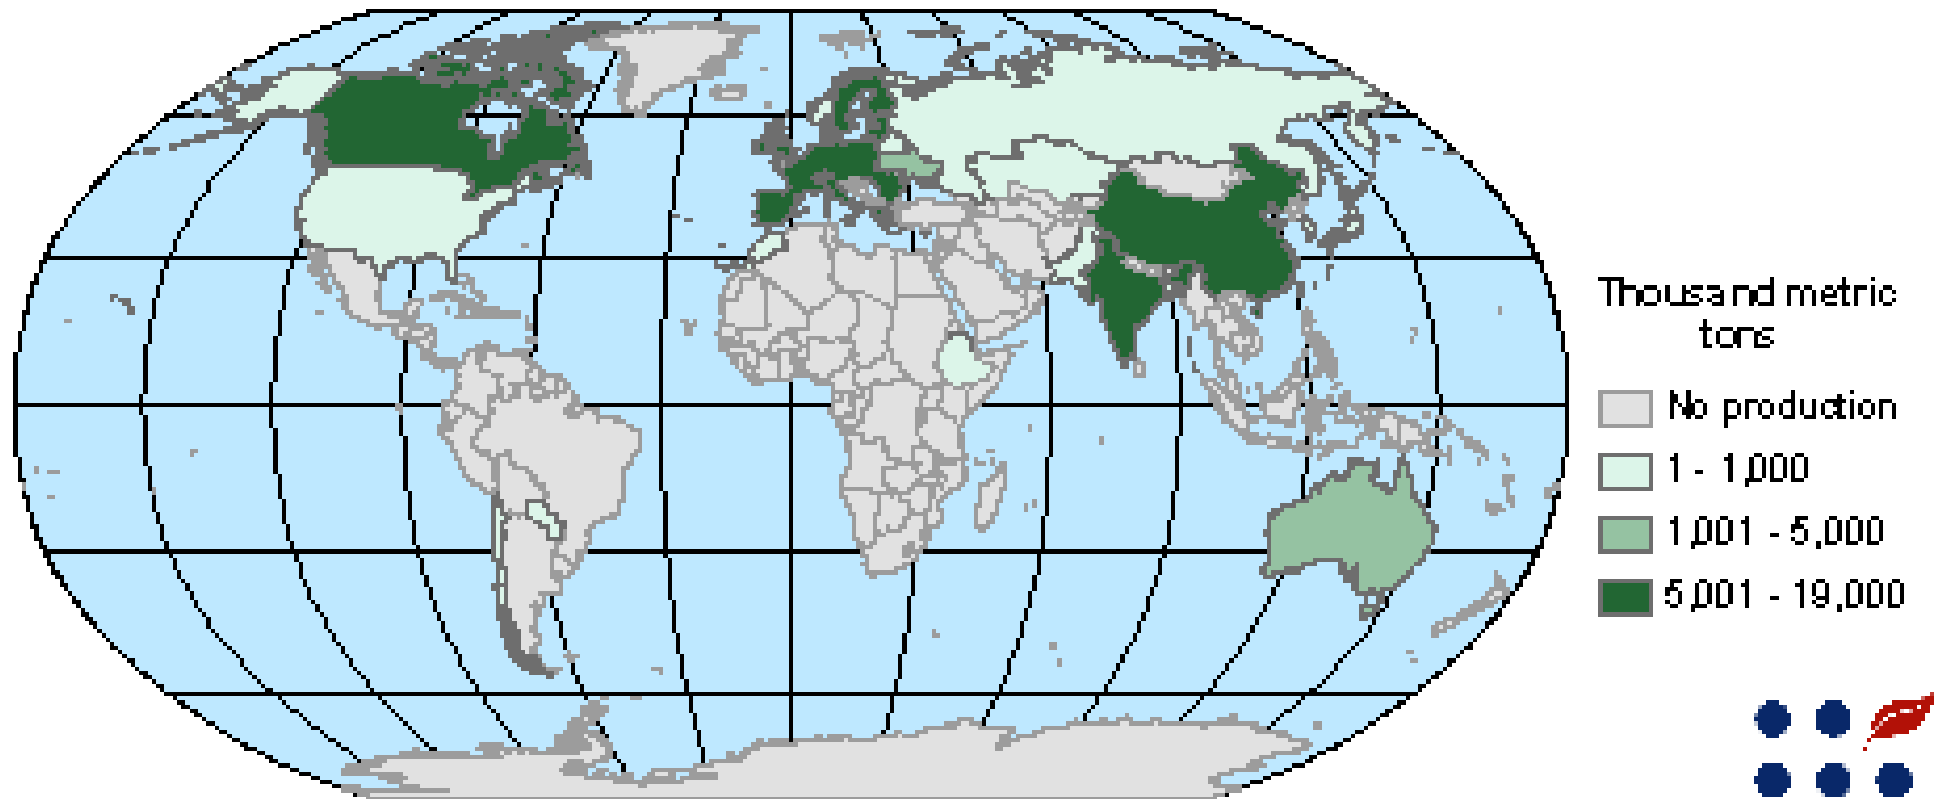 Thousand metric
tons
No production
1 - 1,000
1,001 - 5,000
5,001 - 19,000